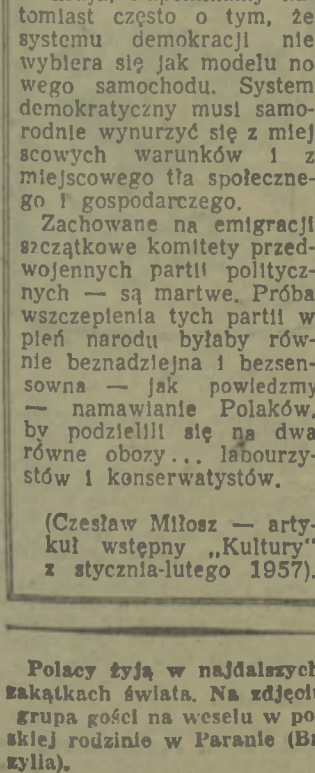 tomiast często o tym, że
systemu demokracji nie
wybiera się jak modelu no
wego samochodu. System
demokratyczny musi samo-
rodnie wynurzyć się z miej
scowych warunków i z
miejscowego tła społeczne-
go i gospodarczego.
Zachowane na emigracji
szczątkowe komitety przed-
wojennych partii politycz-
nych — są martwe. Próba
wszczepienia tych partii w
pień narodu byłaby rów-
nie beznadziejna i bezsen-
sowna — jak powiedzmy
— namawianie Polaków,
by podzielili się na dwa
równe obozy... labourzy-
stów i konserwatystów.
(Czesław Miłosz — arty-
kuł wstępny „Kultury"
z stycznia-lutego 1957).
Polacy żyją w najdalszych
zakątkach świata. Na zdjęciu
grupa gości na weselu w po
skiej rodzinie w Paranie (Br
zylia).